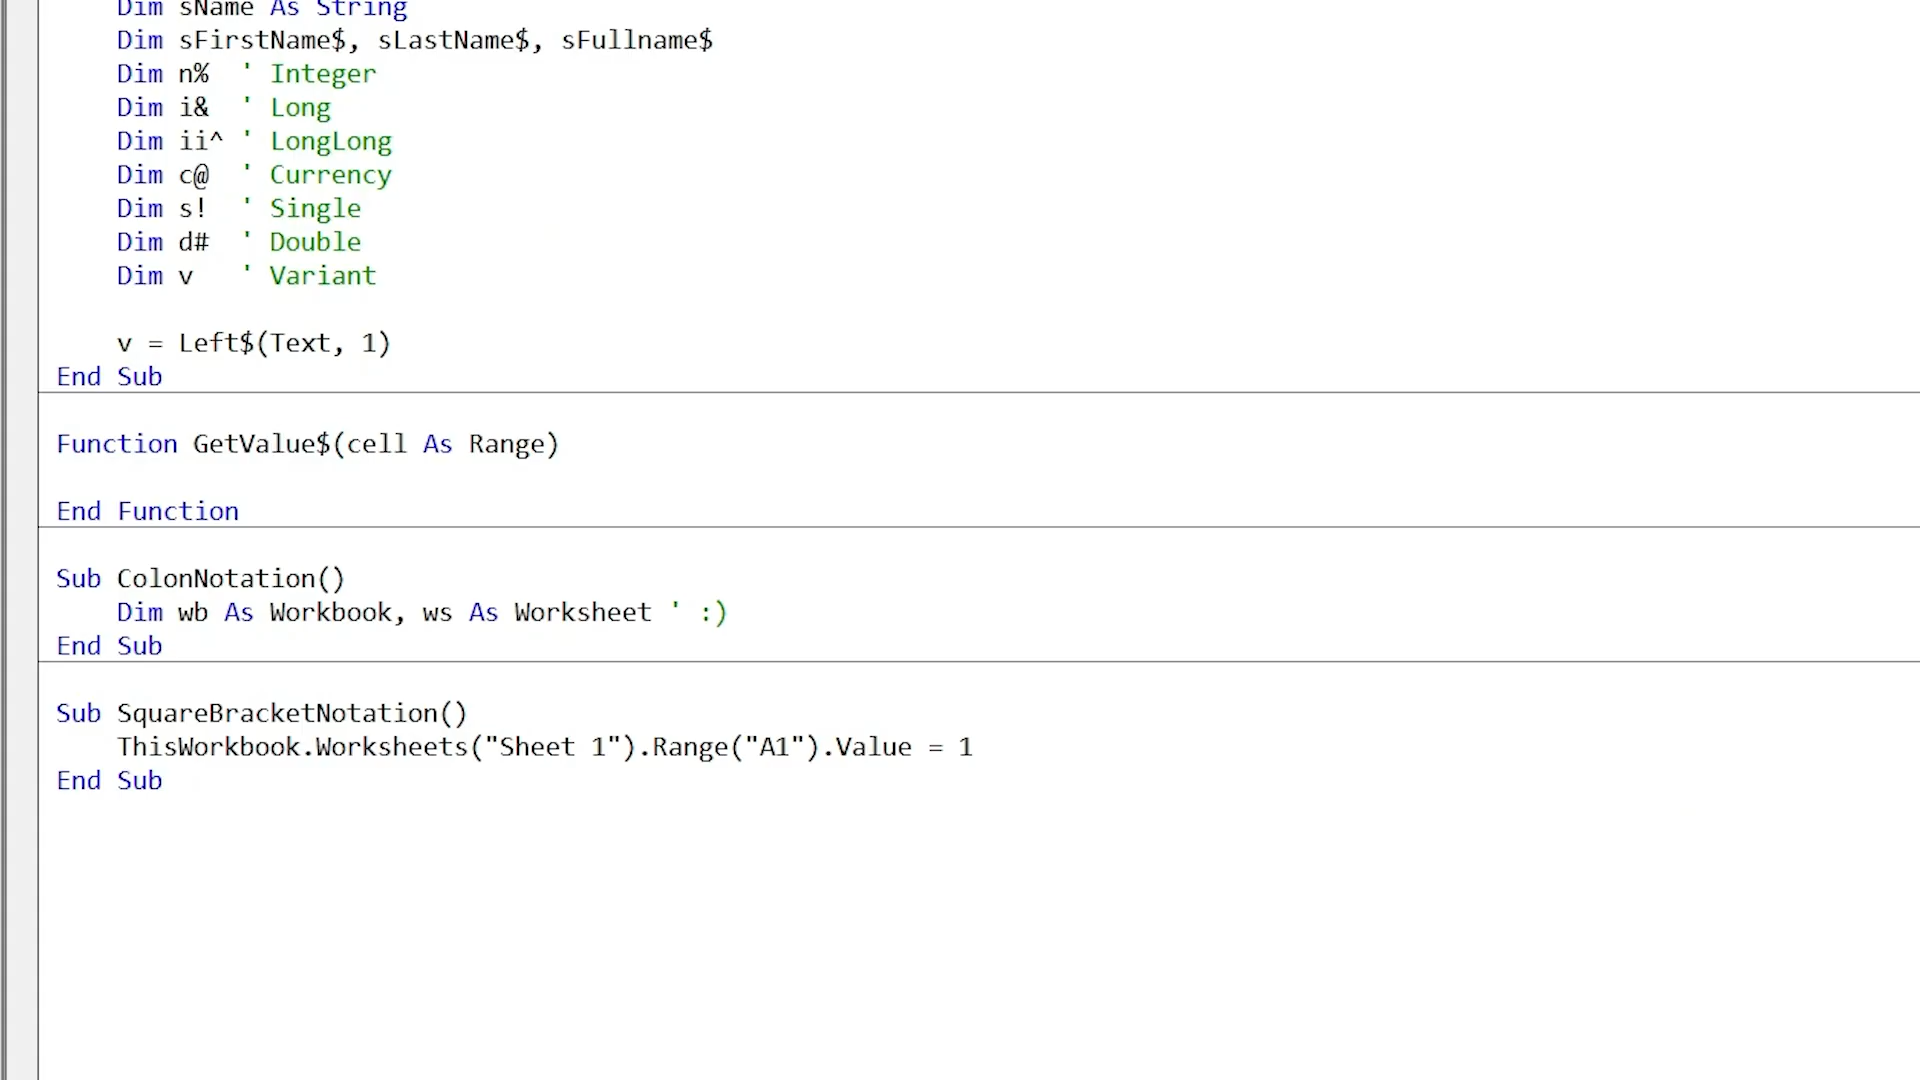 Dim sName As String
Dim sFirstName$, sLastName$, sFullname$
Dim n%  ' Integer
Dim i&  ' Long
Dim ii^ ' LongLong
Dim c@  ' Currency
Dim s!  ' Single
Dim d#  ' Double
Dim v   ' Variant
v = Left$(Text, 1)
End Sub
Function GetValue$(cell As Range)
End Function
Sub ColonNotation()
Dim wb As Workbook, ws As Worksheet ' :)
End Sub
Sub SquareBracketNotation()
ThisWorkbook.Worksheets("Sheet 1").Range("A1").Value = 1
End Sub